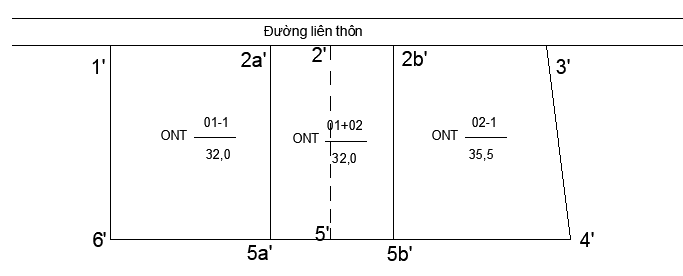 Đường liên thôn
1' 2a' 2' 2b' 3'
01-1
ONT
32,0
01+02
ONT
32,0
02-1
ONT
35,5
6' 5a' 5' 5b' 4'